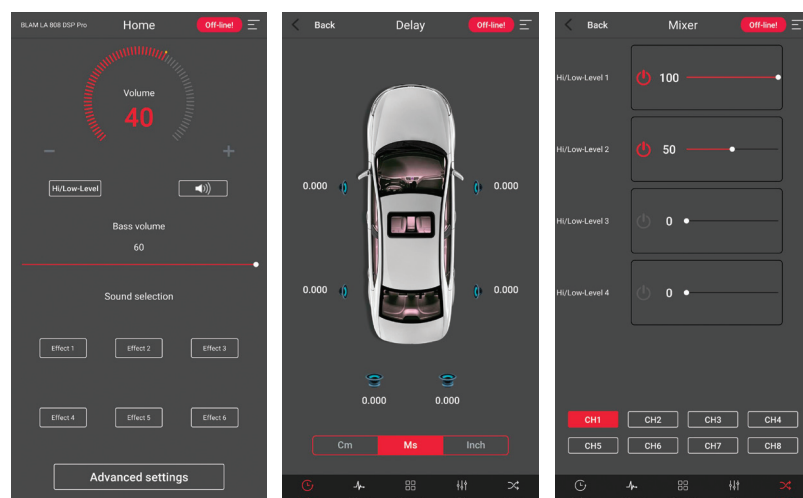 BLAM LA 808 DSP Pro Home Off-line!
Volume
40
Hi/Low-Level
Bass volume
60
Sound selection
Effect 1 Effect 2 Effect 3
Effect 4 Effect 5 Effect 6
Advanced settings
Back Delay Off-line!
0.000 0.000
0.000 0.000
0.000 0.000
Cm Ms Inch
Back Mixer Off-line!
Hi/Low-Level 1 100
Hi/Low-Level 2 50
Hi/Low-Level 3 0
Hi/Low-Level 4 0
CH1 CH2 CH3 CH4
CH5 CH6 CH7 CH8